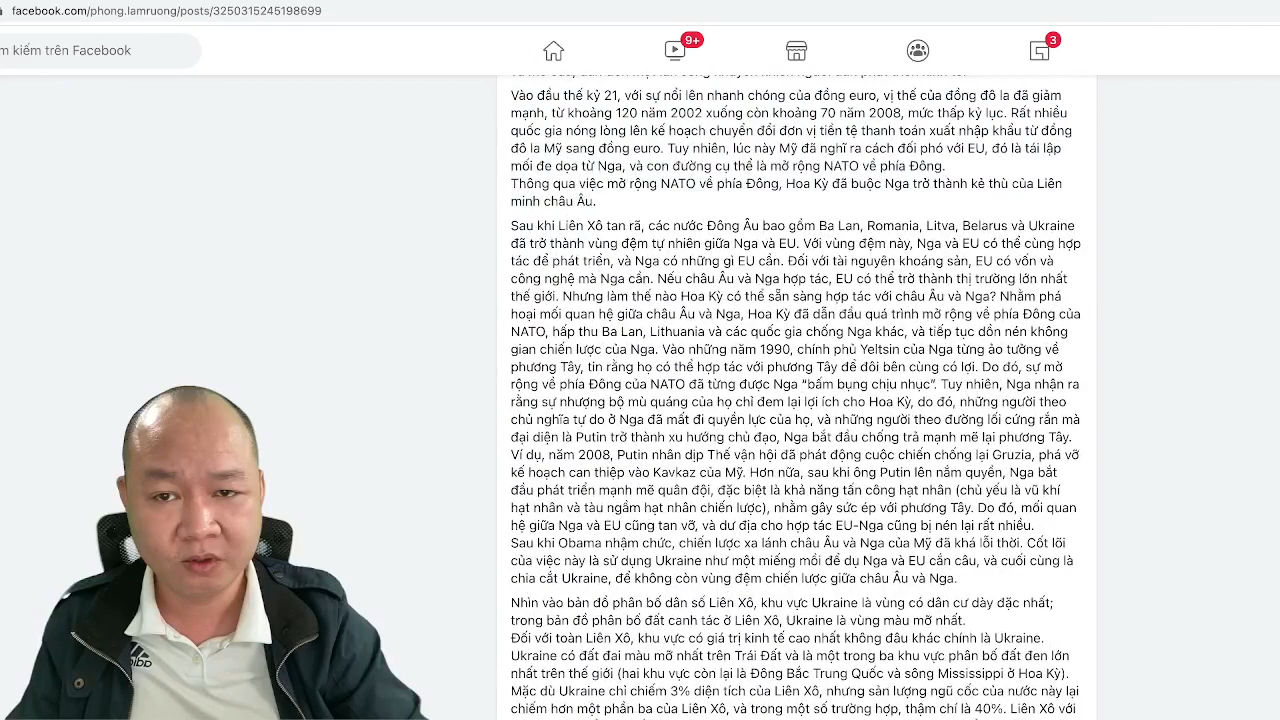 facebook.com/phong.lamruong/posts/3250315245198699
m kiếm trên Facebook
9+
3
Vào đầu thế kỷ 21, với sự nổi lên nhanh chóng của đồng euro, vị thế của đồng đô la đã giảm
mạnh, từ khoảng 120 năm 2002 xuống còn khoảng 70 năm 2008, mức thấp kỷ lục. Rất nhiều
quốc gia nóng lòng lên kế hoạch chuyển đổi đơn vị tiền tệ thanh toán xuất nhập khẩu từ đồng
đô la Mỹ sang đồng euro. Tuy nhiên, lúc này Mỹ đã nghĩ ra cách đối phó với EU, đó là tái lập
mối đe dọa từ Nga, và con đường cụ thể là mở rộng NATO về phía Đông.
Thông qua việc mở rộng NATO về phía Đông, Hoa Kỳ đã buộc Nga trở thành kẻ thù của Liên
minh châu Âu.
Sau khi Liên Xô tan rã, các nước Đông Âu bao gồm Ba Lan, Romania, Litva, Belarus và Ukraine
đã trở thành vùng đệm tự nhiên giữa Nga và EU. Với vùng đệm này, Nga và EU có thể cùng hợp
tác để phát triển, và Nga có những gì EU cần. Đối với tài nguyên khoáng sản, EU có vốn và
công nghệ mà Nga cần. Nếu châu Âu và Nga hợp tác, EU có thể trở thành thị trường lớn nhất
thế giới. Nhưng làm thế nào Hoa Kỳ có thể sẵn sàng hợp tác với châu Âu và Nga? Nhằm phá
hoại mối quan hệ giữa châu Âu và Nga, Hoa Kỳ đã dẫn đầu quá trình mở rộng về phía Đông của
NATO, hấp thu Ba Lan, Lithuania và các quốc gia chống Nga khác, và tiếp tục dồn nén không
gian chiến lược của Nga. Vào những năm 1990, chính phủ Yeltsin của Nga từng ảo tưởng về
phương Tây, tin rằng họ có thể hợp tác với phương Tây để đôi bên cùng có lợi. Do đó, sự mở
rộng về phía Đông của NATO đã từng được Nga “bấm bụng chịu nhục”. Tuy nhiên, Nga nhận ra
rằng sự nhượng bộ mù quáng của họ chỉ đem lại lợi ích cho Hoa Kỳ, do đó, những người theo
chủ nghĩa tự do ở Nga đã mất đi quyền lực của họ, và những người theo đường lối cứng rắn mà
đại diện là Putin trở thành xu hướng chủ đạo, Nga bắt đầu chống trả mạnh mẽ lại phương Tây.
Ví dụ, năm 2008, Putin nhân dịp Thế vận hội đã phát động cuộc chiến chống lại Gruzia, phá vỡ
kế hoạch can thiệp vào Kavkaz của Mỹ. Hơn nữa, sau khi ông Putin lên nắm quyền, Nga bắt
đầu phát triển mạnh mẽ quân đội, đặc biệt là khả năng tấn công hạt nhân (chủ yếu là vũ khí
hạt nhân và tàu ngầm hạt nhân chiến lược), nhằm gây sức ép với phương Tây. Do đó, mối quan
hệ giữa Nga và EU cũng tan vỡ, và dư địa cho hợp tác EU-Nga cũng bị nén lại rất nhiều.
Sau khi Obama nhậm chức, chiến lược xa lánh châu Âu và Nga của Mỹ đã khá lỗi thời. Cốt lõi
của việc này là sử dụng Ukraine như một miếng mồi để dụ Nga và EU cắn câu, và cuối cùng là
chia cắt Ukraine, để không còn vùng đệm chiến lược giữa châu Âu và Nga.
Nhìn vào bản đồ phân bố dân số Liên Xô, khu vực Ukraine là vùng có dân cư dày đặc nhất;
trong bản đồ phân bố đất canh tác ở Liên Xô, Ukraine là vùng màu mỡ nhất.
Đối với toàn Liên Xô, khu vực có giá trị kinh tế cao nhất không đâu khác chính là Ukraine.
Ukraine có đất đai màu mỡ nhất trên Trái Đất và là một trong ba khu vực phân bố đất đen lớn
nhất trên thế giới (hai khu vực còn lại là Đông Bắc Trung Quốc và sông Mississippi ở Hoa Kỳ).
Mặc dù Ukraine chỉ chiếm 3% diện tích của Liên Xô, nhưng sản lượng ngũ cốc của nước này lại
chiếm hơn một phần ba của Liên Xô, và trong một số trường hợp, thậm chí là 40%. Liên Xô với